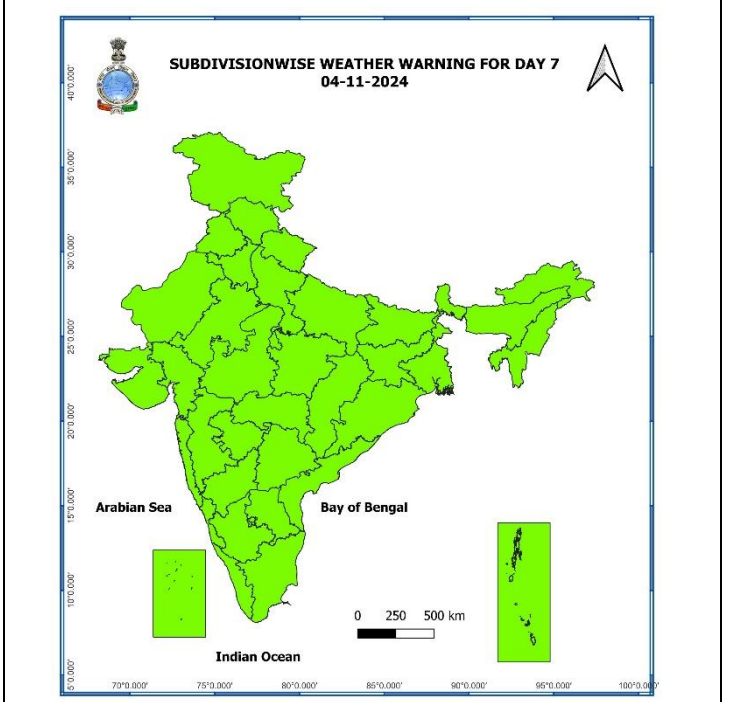 SUBDIVISIONWISE WEATHER WARNING FOR DAY 7
04-11-2024
40°0.000'
35°0.000'
30°0.000'
25°0.000'
20°0.000'
15°0.000'
10°0.000'
5°0.000'
Arabian Sea
Bay of Bengal
0 250 500 km
Indian Ocean
70°0.000' 75°0.000' 80°0.000' 85°0.000' 90°0.000' 95°0.000' 100°0.000'